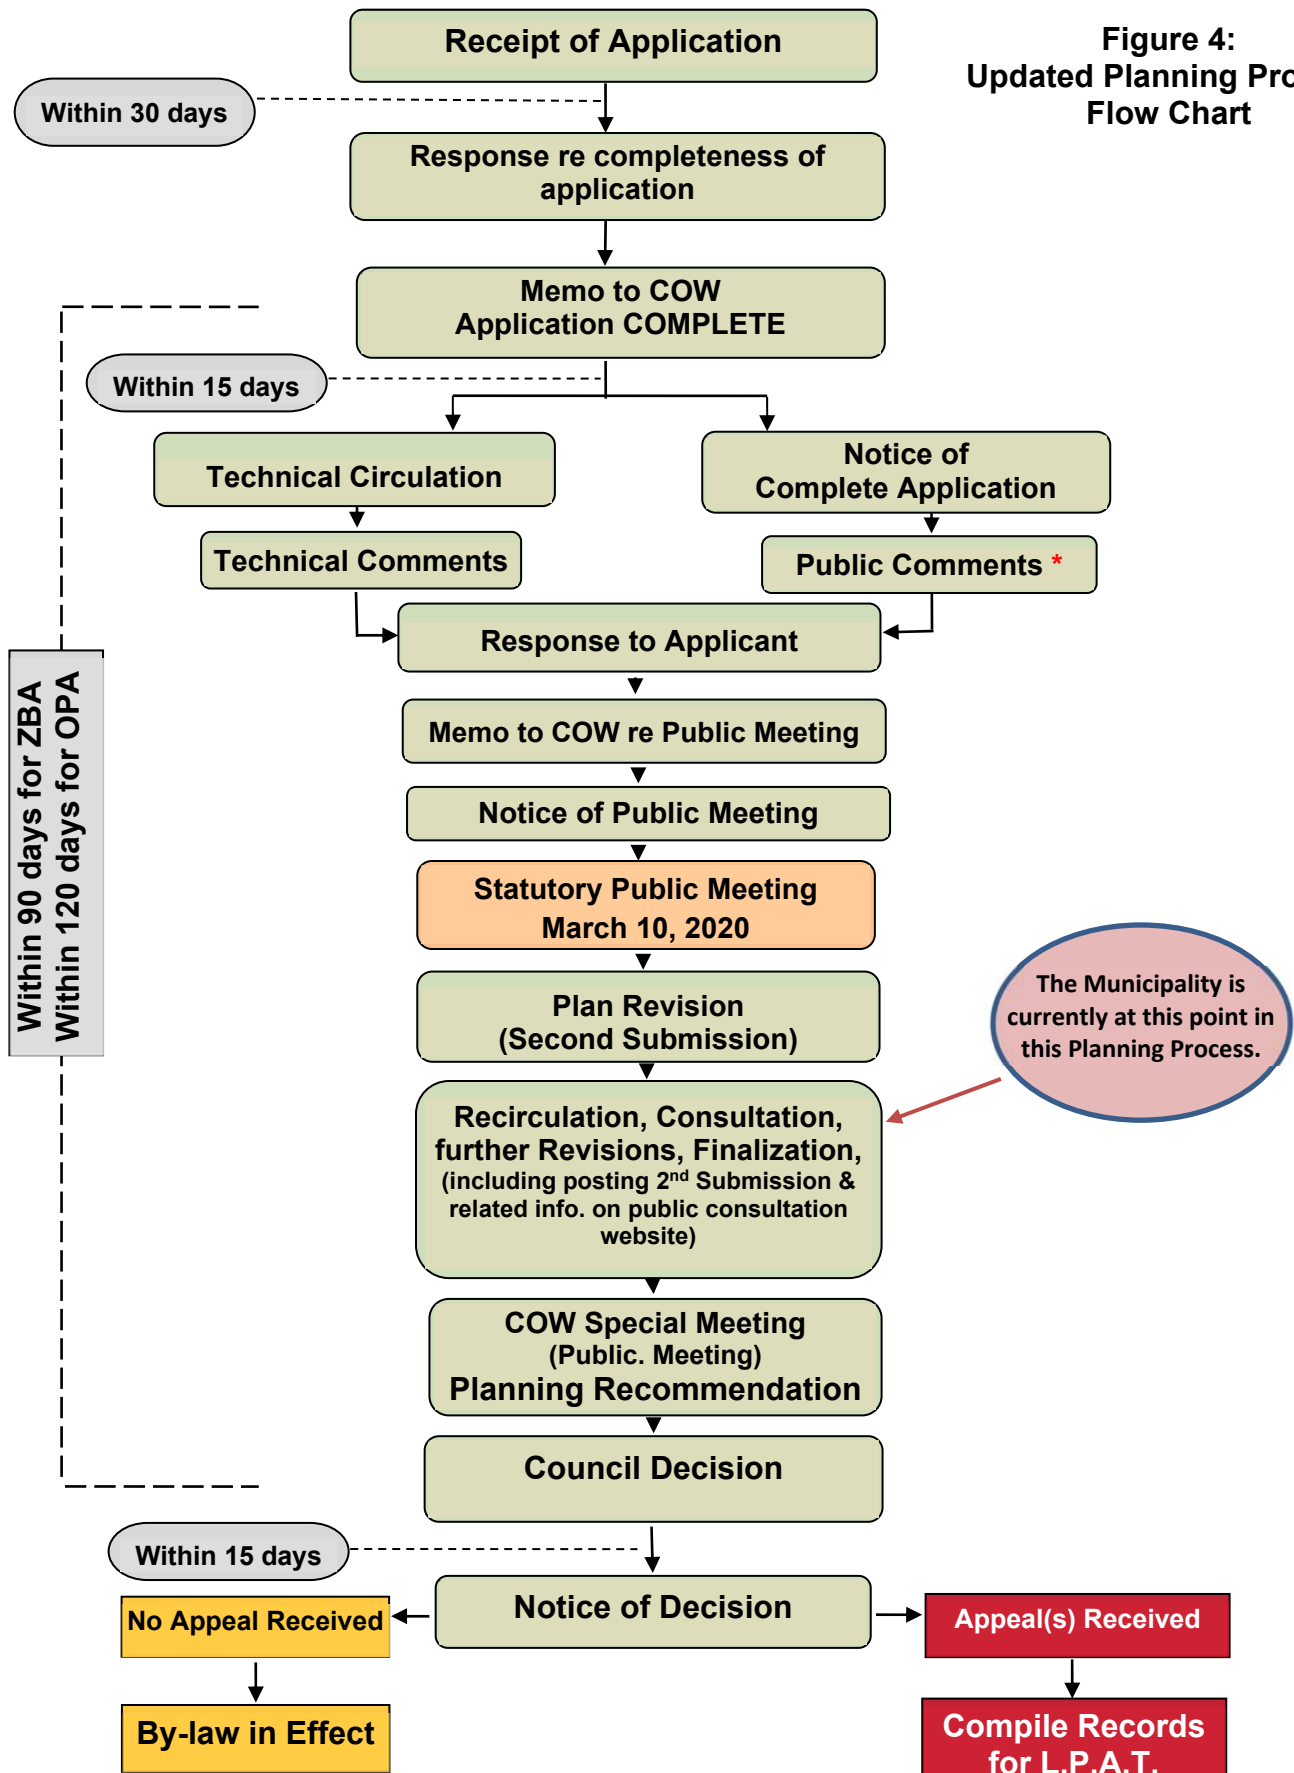 Receipt of Application
Figure 4:
Updated Planning
Flow Chart
Within 30 days
Response re completeness of
application
Memo to COW
Application COMPLETE
Within 15 days
Technical Circulation
Notice of
Complete Application
Technical Comments
Public Comments *
Response to Applicant
Memo to COW re Public Meeting
Notice of Public Meeting
Within 90 days for ZBA
Within 120 days for OPA
Statutory Public Meeting
March 10, 2020
Plan Revision
(Second Submission)
The Municipality is
currently at this point in
this Planning Process.
Recirculation, Consultation,
further Revisions, Finalization,
(including posting 2nd Submission &
related info. on public consultation
website)
COW Special Meeting
(Public. Meeting)
Planning Recommendation
Council Decision
Within 15 days
Notice of Decision
No Appeal Received
Appeal(s) Received
By-law in Effect
Compile Records
for L.P.A.T.